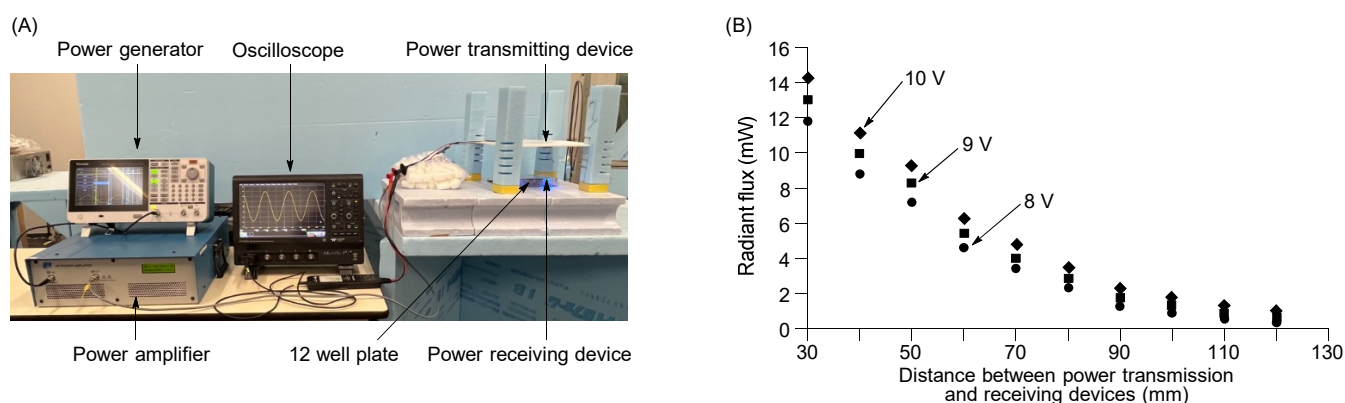 (A)
Power generator
Oscilloscope
Power transmitting device
Power amplifier
12 well plate
Power receiving device
(B)
16
14
12
10
8
6
4
2
0
Radiant flux (mW)
10 V
9 V
8 V
30
50
70
90
110
130
Distance between power transmission
and receiving devices (mm)